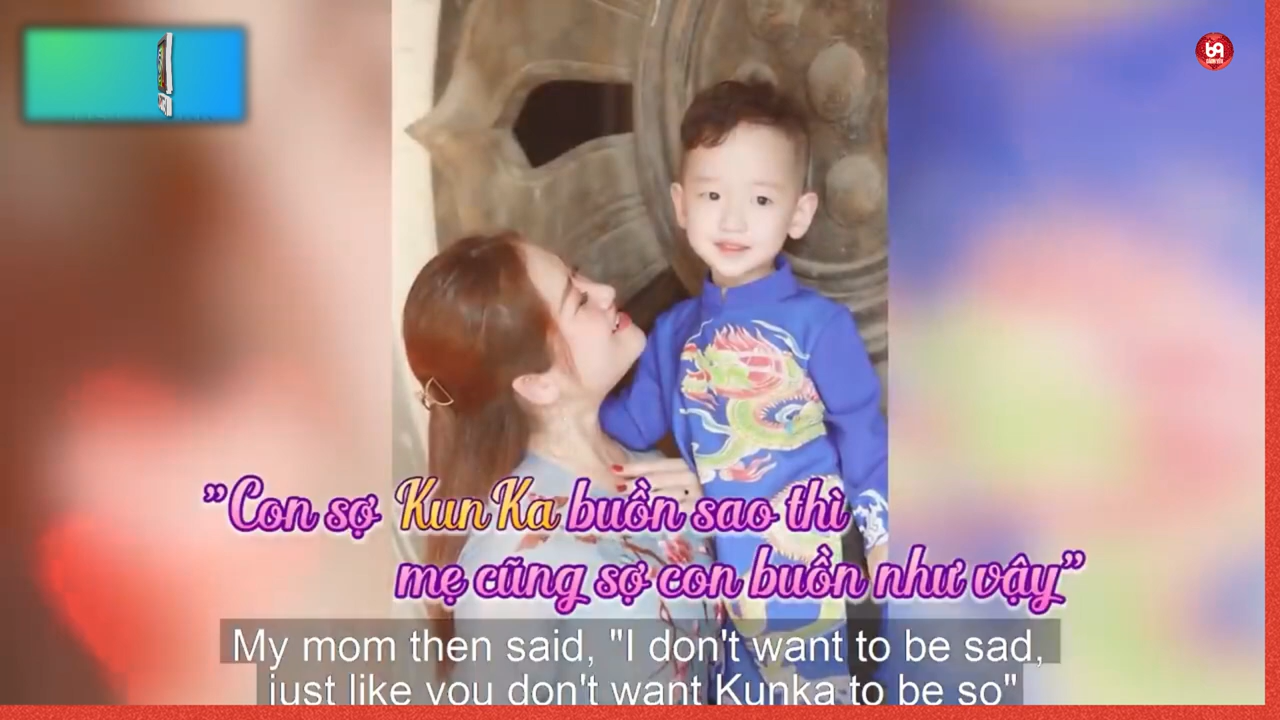 "Con sợ KunKa buồn sao thì
mẹ cũng sợ con buồn như vậy"
My mom then said, "I don't want to be sad,
just like you don't want Kunka to be so"